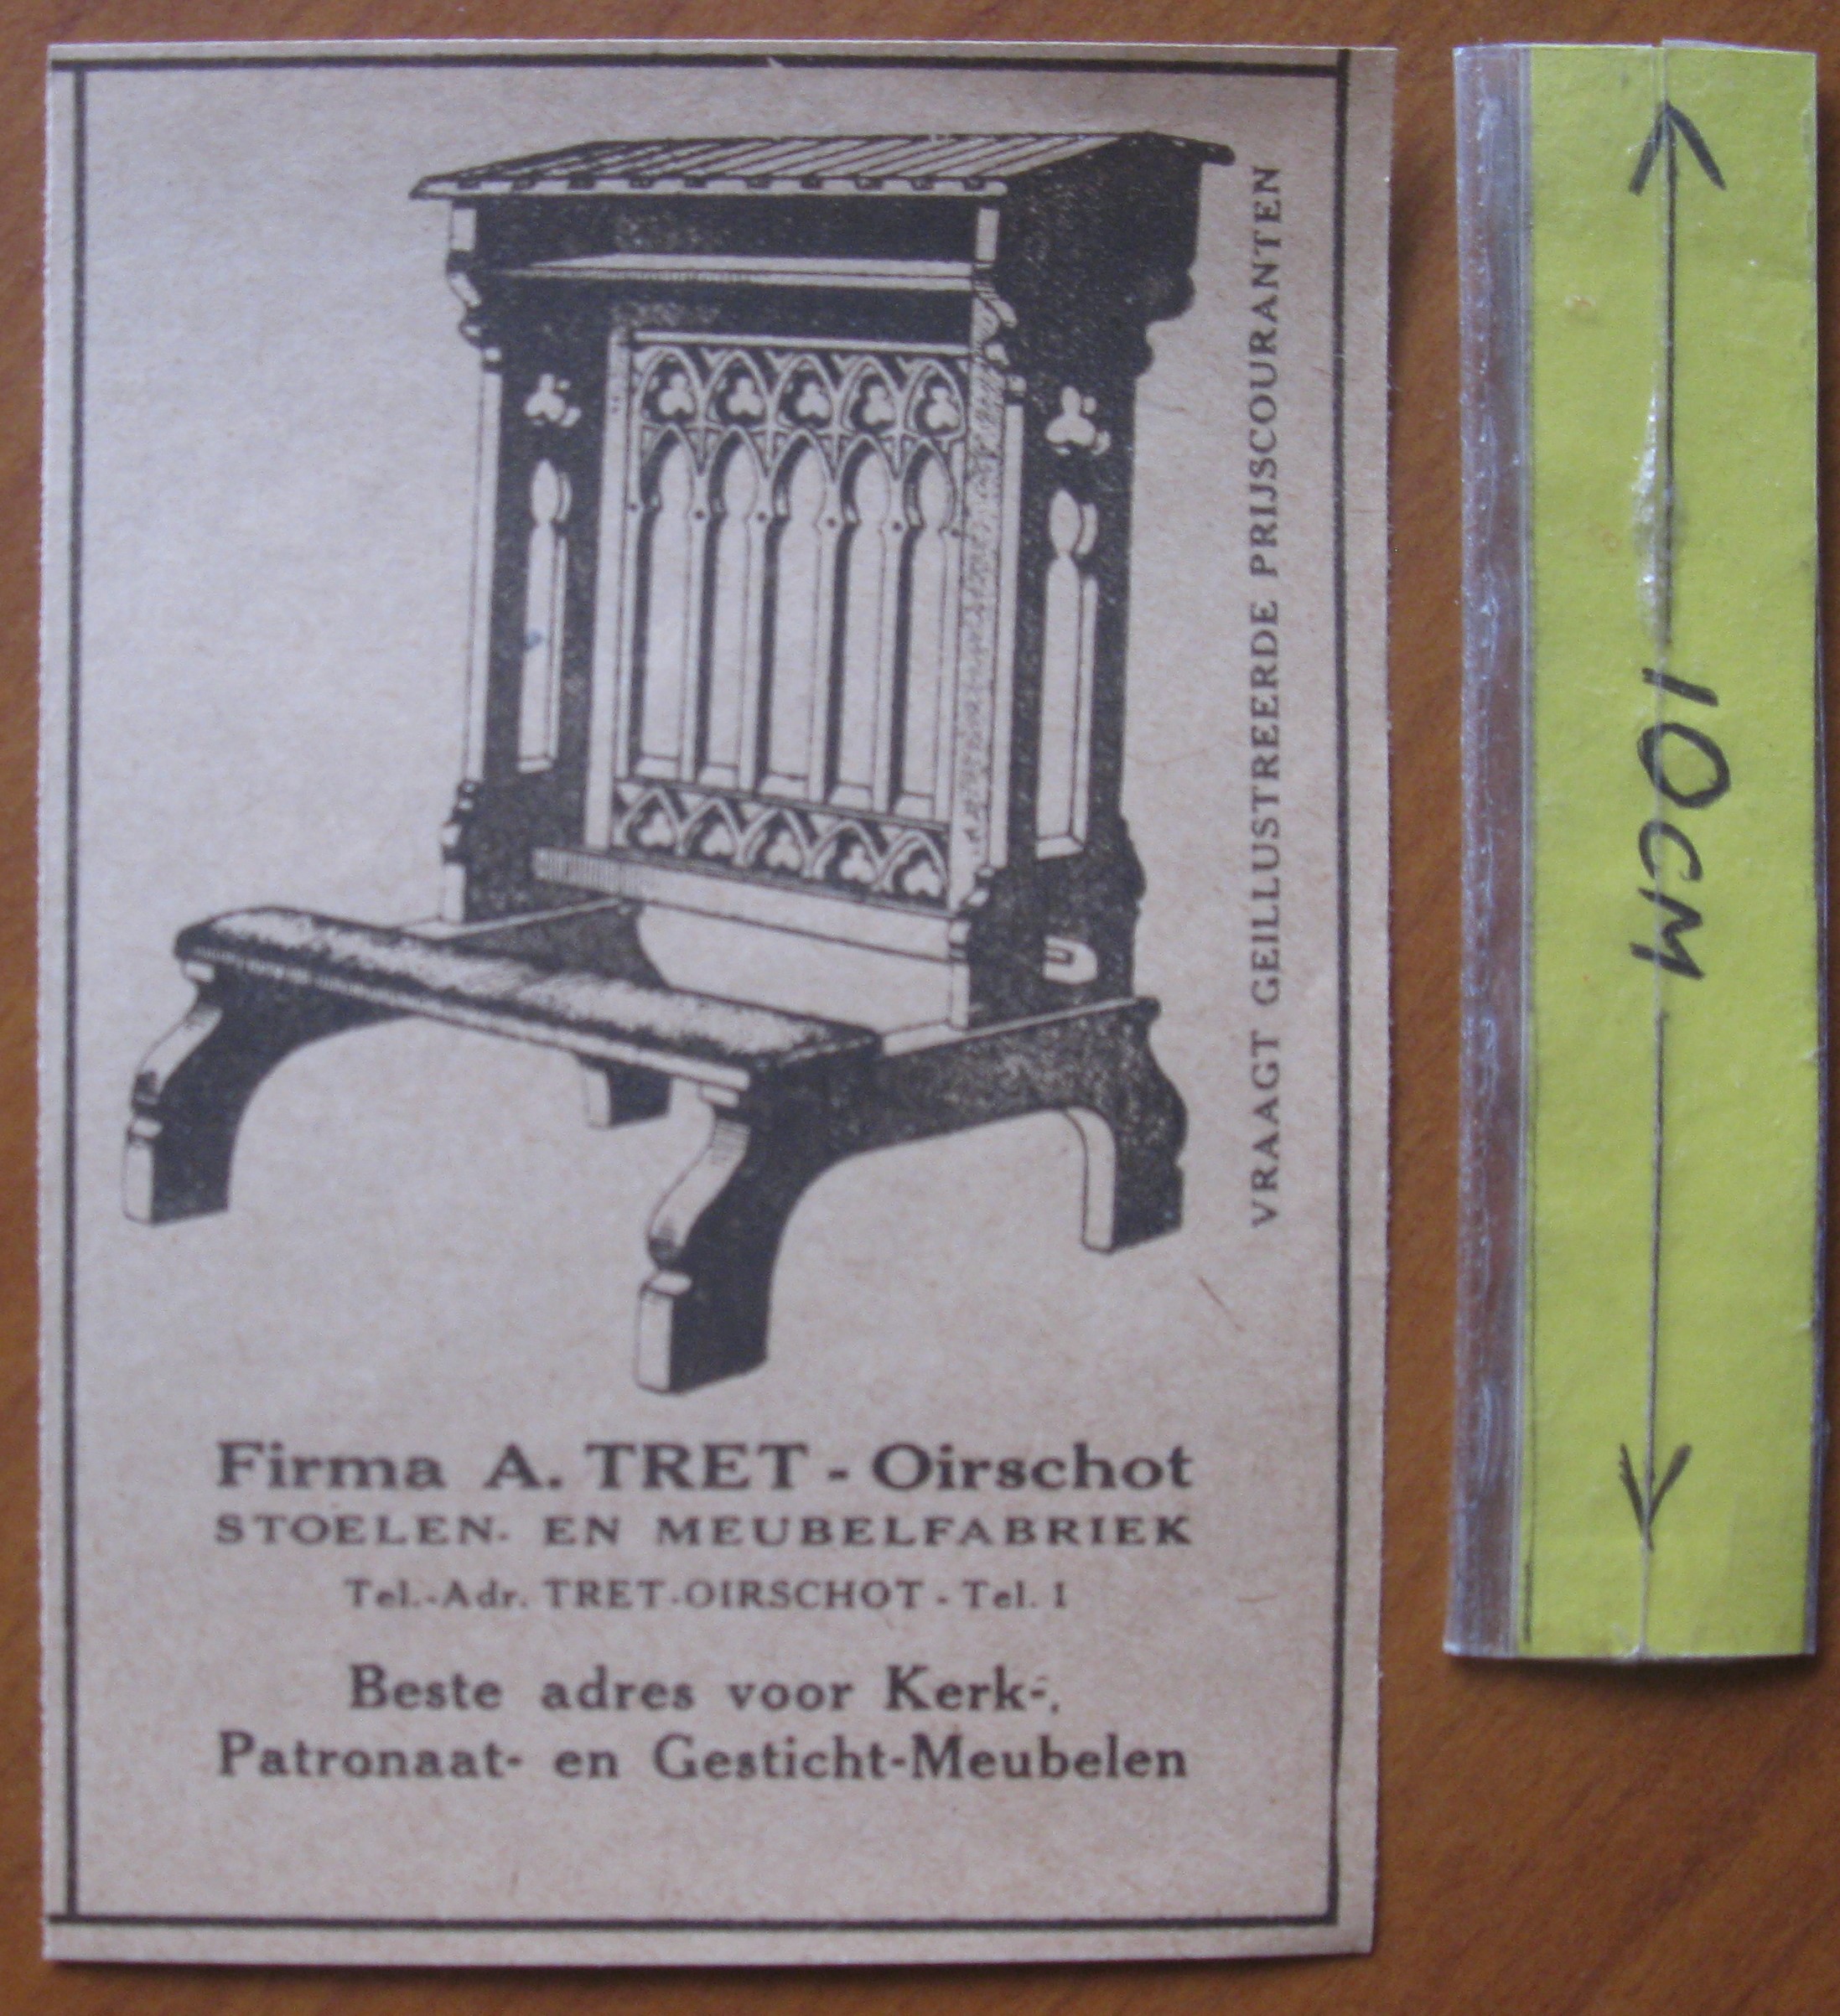 VRAAGT GEILLUSTREERDE PRIJSCOURANTEN
Firma A. TRET - Oirschot
STOELEN- EN MEUBELFABRIEK
Tel.-Adr. TRET-OIRSCHOT - Tel. 1
Beste adres voor Kerk-,
Patronaat- en Gesticht-Meubelen
10CM